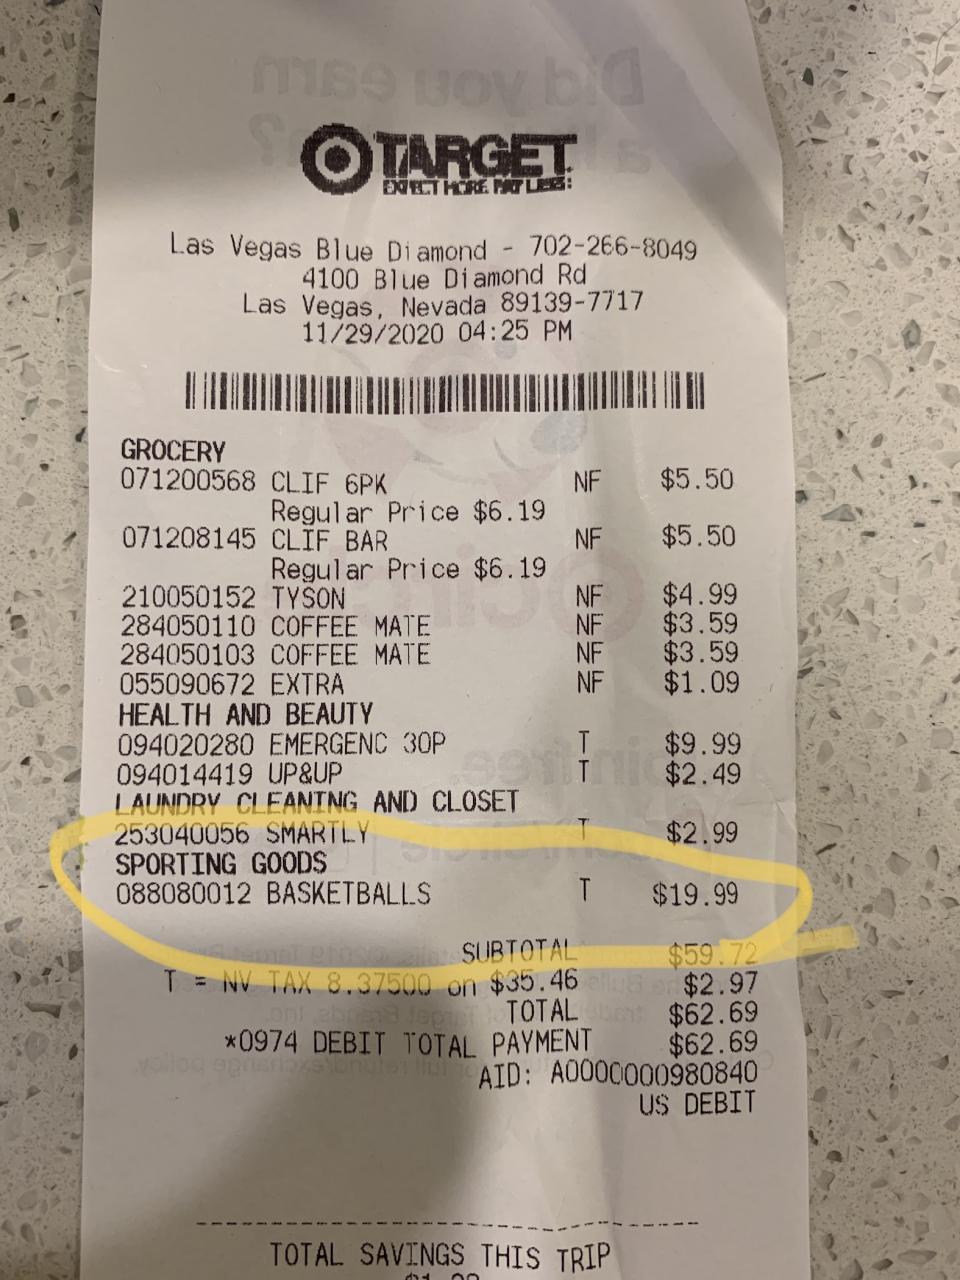 TARGET
EXPECT MORE. PAY LESS.
Las Vegas Blue Diamond - 702-266-8049
4100 Blue Diamond Rd
Las Vegas, Nevada 89139-7717
11/29/2020 04:25 PM
GROCERY
071200568 CLIF 6PK NF $5.50
Regular Price $6.19
071208145 CLIF BAR NF $5.50
Regular Price $6.19
210050152 TYSON NF $4.99
284050110 COFFEE MATE NF $3.59
284050103 COFFEE MATE NF $3.59
055090672 EXTRA NF $1.09
HEALTH AND BEAUTY
094020280 EMERGENC 30P T $9.99
094014419 UP&UP T $2.49
LAUNDRY CLEANING AND CLOSET
253040056 SMARTLY T $2.99
SPORTING GOODS
088080012 BASKETBALLS T $19.99
SUBTOTAL $59.72
T = NV TAX 8.37500 on $35.46 $2.97
TOTAL $62.69
*0974 DEBIT TOTAL PAYMENT $62.69
AID: A0000000980840
US DEBIT
TOTAL SAVINGS THIS TRIP